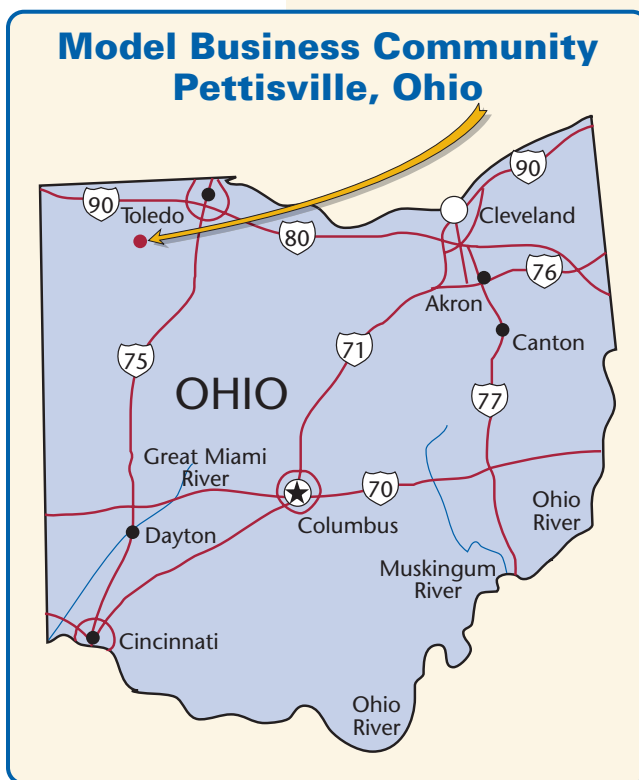 Model Business Community
Pettisville, Ohio
90
90
Toledo
Cleveland
80
76
Akron
71
Canton
75
OHIO
77
Great Miami
River
70
Columbus
Ohio
River
Dayton
Muskingum
River
Cincinnati
Ohio
River